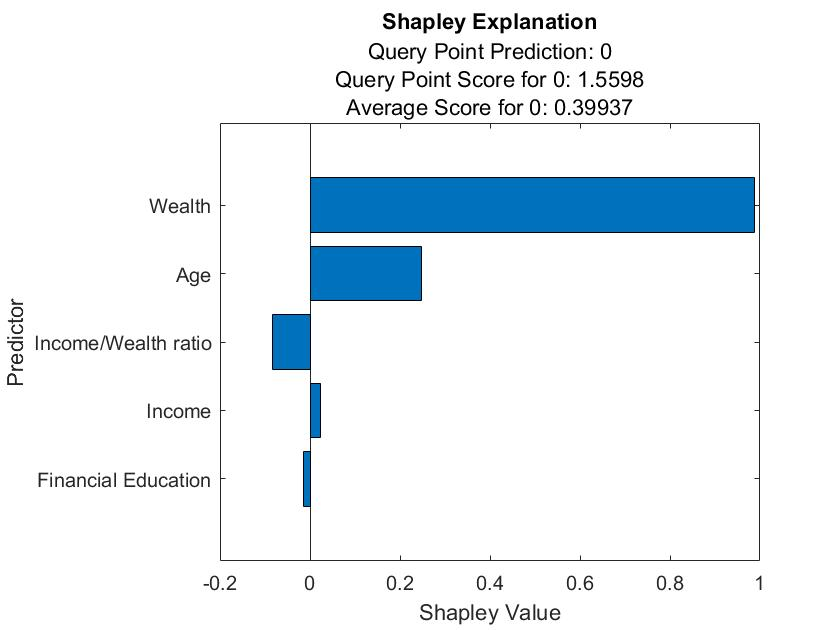 Shapley Explanation
Query Point Prediction: 0
Query Point Score for 0: 1.5598
Average Score for 0: 0.39937
Predictor
Wealth
Age
Income/Wealth ratio
Income
Financial Education
-0.2 0 0.2 0.4 0.6 0.8 1
Shapley Value